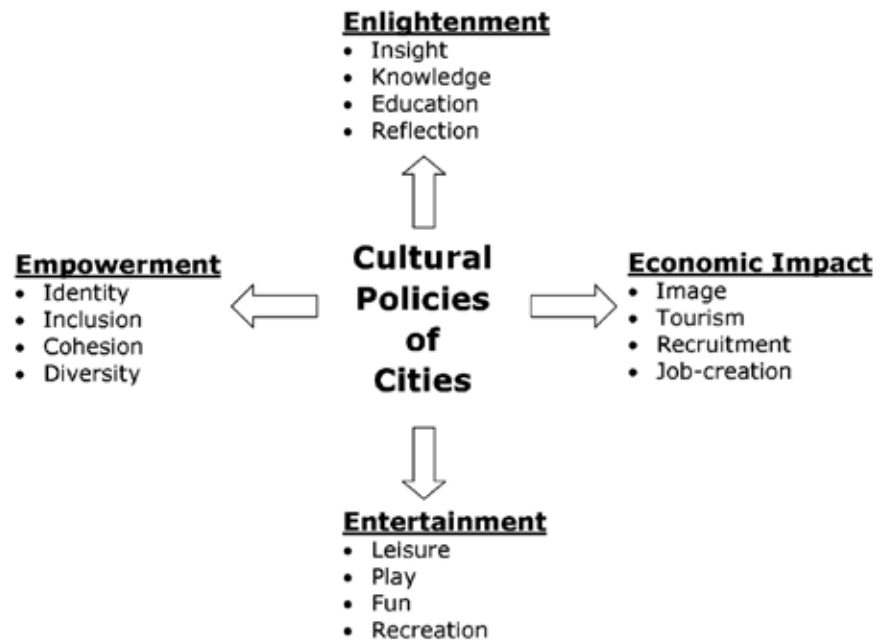 Enlightenment
• Insight
• Knowledge
• Education
• Reflection
Empowerment
• Identity
• Inclusion
• Cohesion
• Diversity
Cultural
Policies
of
Cities
Economic Impact
• Image
• Tourism
• Recruitment
• Job-creation
Entertainment
• Leisure
• Play
• Fun
• Recreation